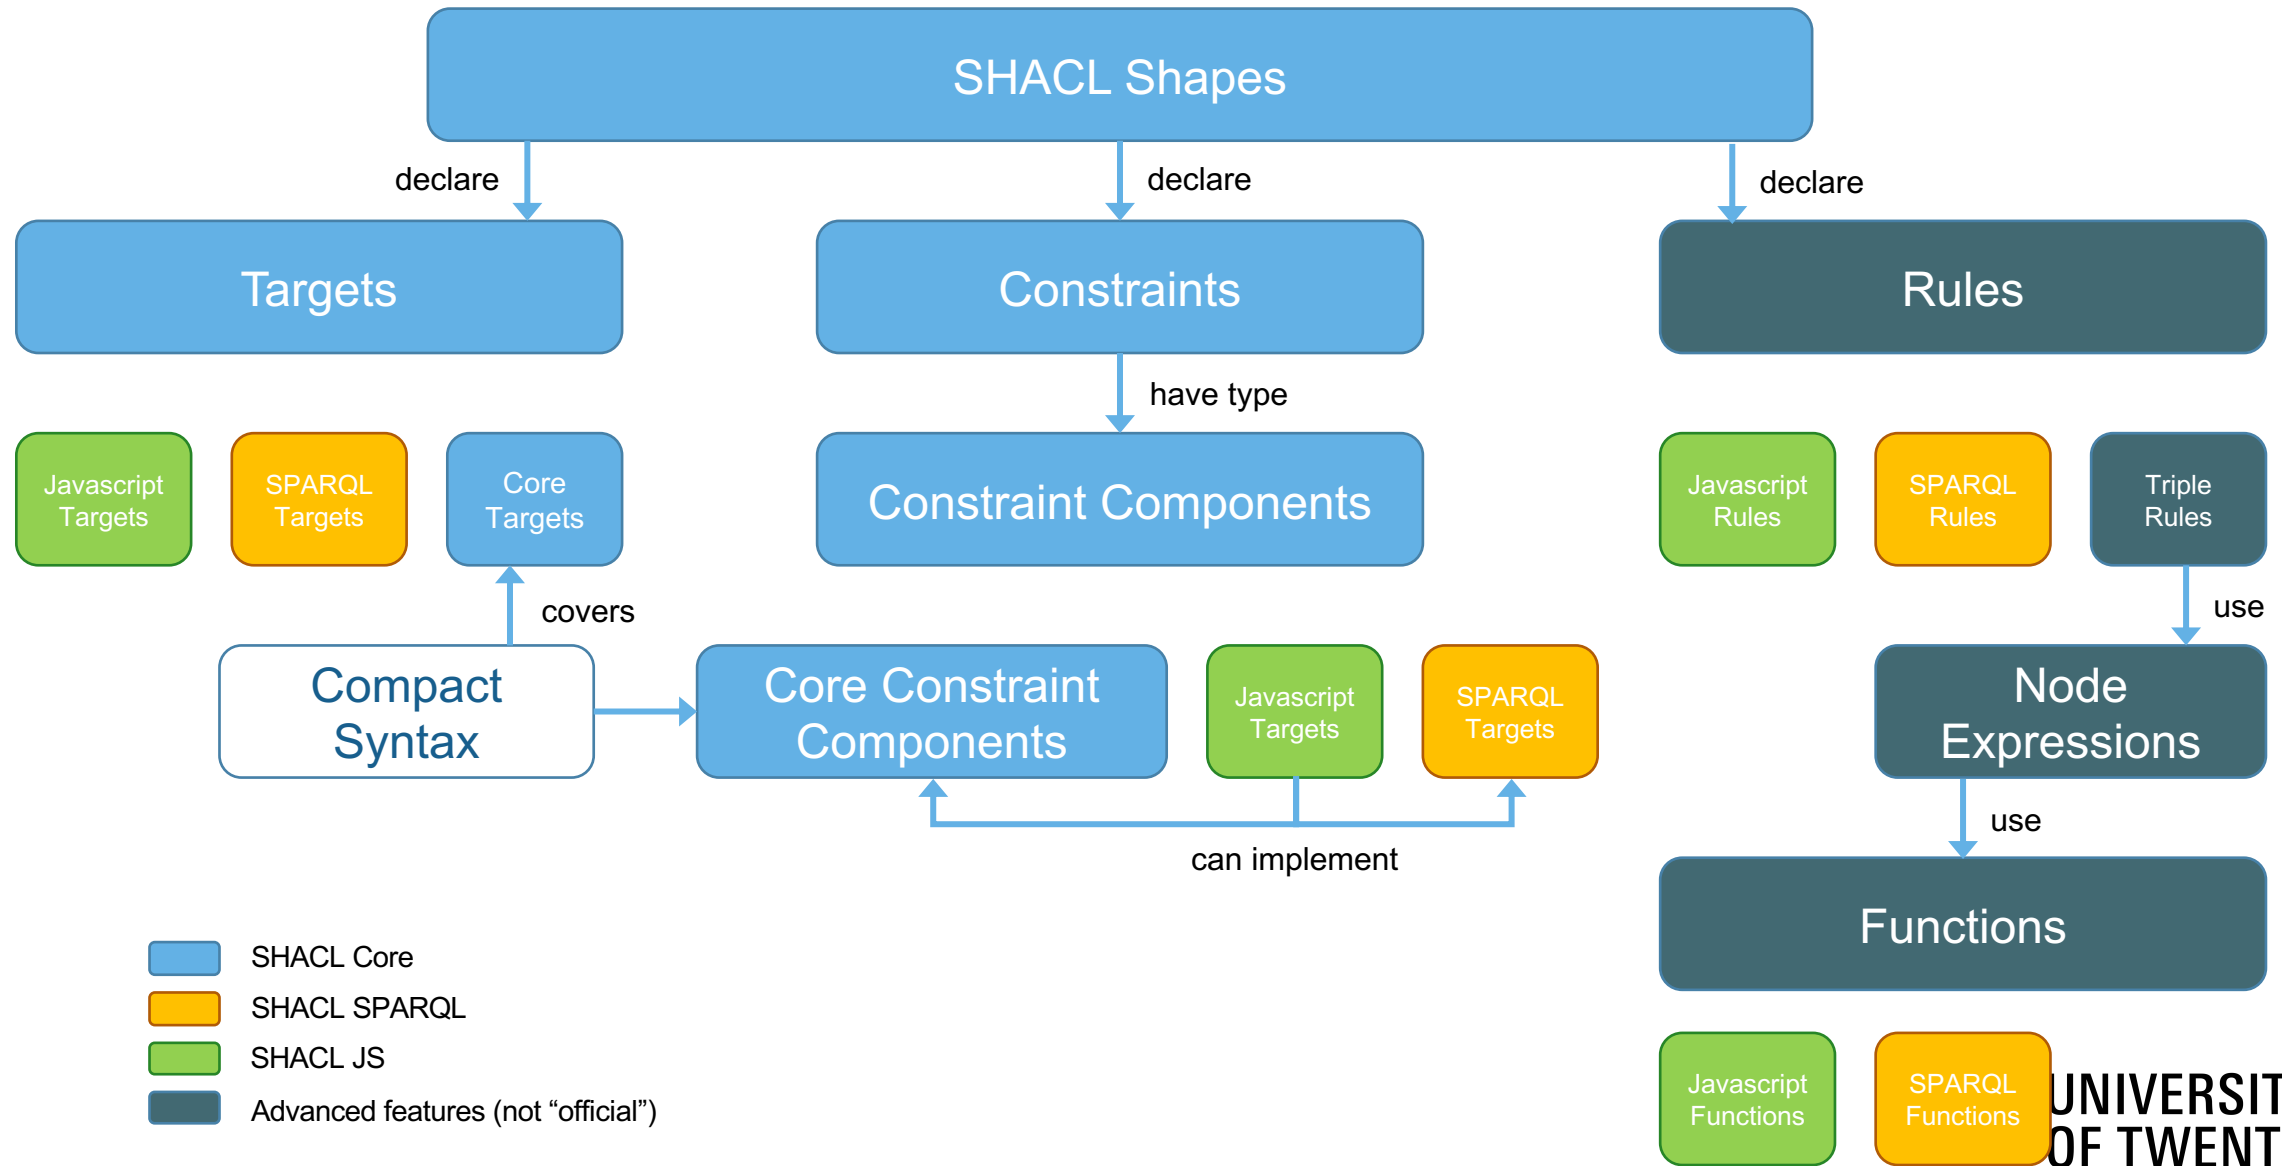 SHACL Shapes
declare
declare
declare
Targets
Constraints
Rules
have type
Javascript
Targets
SPARQL
Targets
Core
Targets
Constraint Components
Javascript
Rules
SPARQL
Rules
Triple
Rules
covers
use
Compact
Syntax
Core Constraint
Components
Javascript
Targets
SPARQL
Targets
Node
Expressions
can implement
use
Functions
SHACL Core
SHACL SPARQL
SHACL JS
Advanced features (not “official”)
Javascript
Functions
SPARQL
Functions
UNIVERSIT
OF TWENT